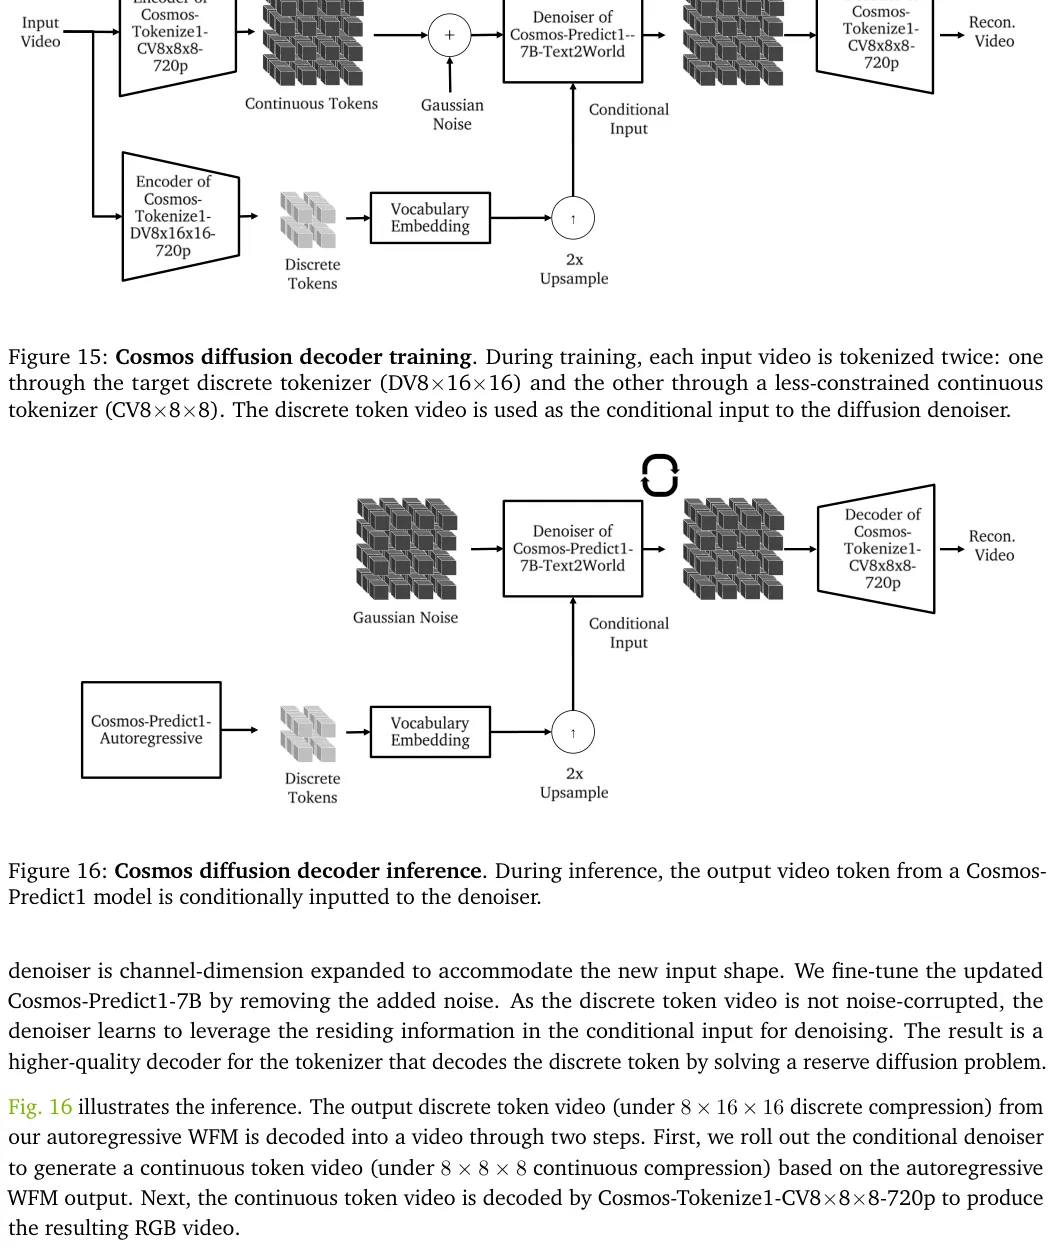 Input
Video
Encoder of
Cosmos-
Tokenize1-
CV8x8x8-
720p
Continuous Tokens
+
Gaussian
Noise
Denoiser of
Cosmos-Predict1--
7B-Text2World
Conditional
Input
Cosmos-
Tokenize1-
CV8x8x8-
720p
Recon.
Video
Encoder of
Cosmos-
Tokenize1-
DV8x16x16-
720p
Discrete
Tokens
Vocabulary
Embedding
↑
2x
Upsample
Figure 15: Cosmos diffusion decoder training. During training, each input video is tokenized twice: one
through the target discrete tokenizer (DV8×16×16) and the other through a less-constrained continuous
tokenizer (CV8×8×8). The discrete token video is used as the conditional input to the diffusion denoiser.
Gaussian Noise
Denoiser of
Cosmos-Predict1-
7B-Text2World
Conditional
Input
Decoder of
Cosmos-
Tokenize1-
CV8x8x8-
720p
Recon.
Video
Cosmos-Predict1-
Autoregressive
Discrete
Tokens
Vocabulary
Embedding
↑
2x
Upsample
Figure 16: Cosmos diffusion decoder inference. During inference, the output video token from a Cosmos-
Predict1 model is conditionally inputted to the denoiser.
denoiser is channel-dimension expanded to accommodate the new input shape. We fine-tune the updated
Cosmos-Predict1-7B by removing the added noise. As the discrete token video is not noise-corrupted, the
denoiser learns to leverage the residing information in the conditional input for denoising. The result is a
higher-quality decoder for the tokenizer that decodes the discrete token by solving a reserve diffusion problem.
Fig. 16 illustrates the inference. The output discrete token video (under 8 × 16 × 16 discrete compression) from
our autoregressive WFM is decoded into a video through two steps. First, we roll out the conditional denoiser
to generate a continuous token video (under 8 × 8 × 8 continuous compression) based on the autoregressive
WFM output. Next, the continuous token video is decoded by Cosmos-Tokenize1-CV8×8×8-720p to produce
the resulting RGB video.